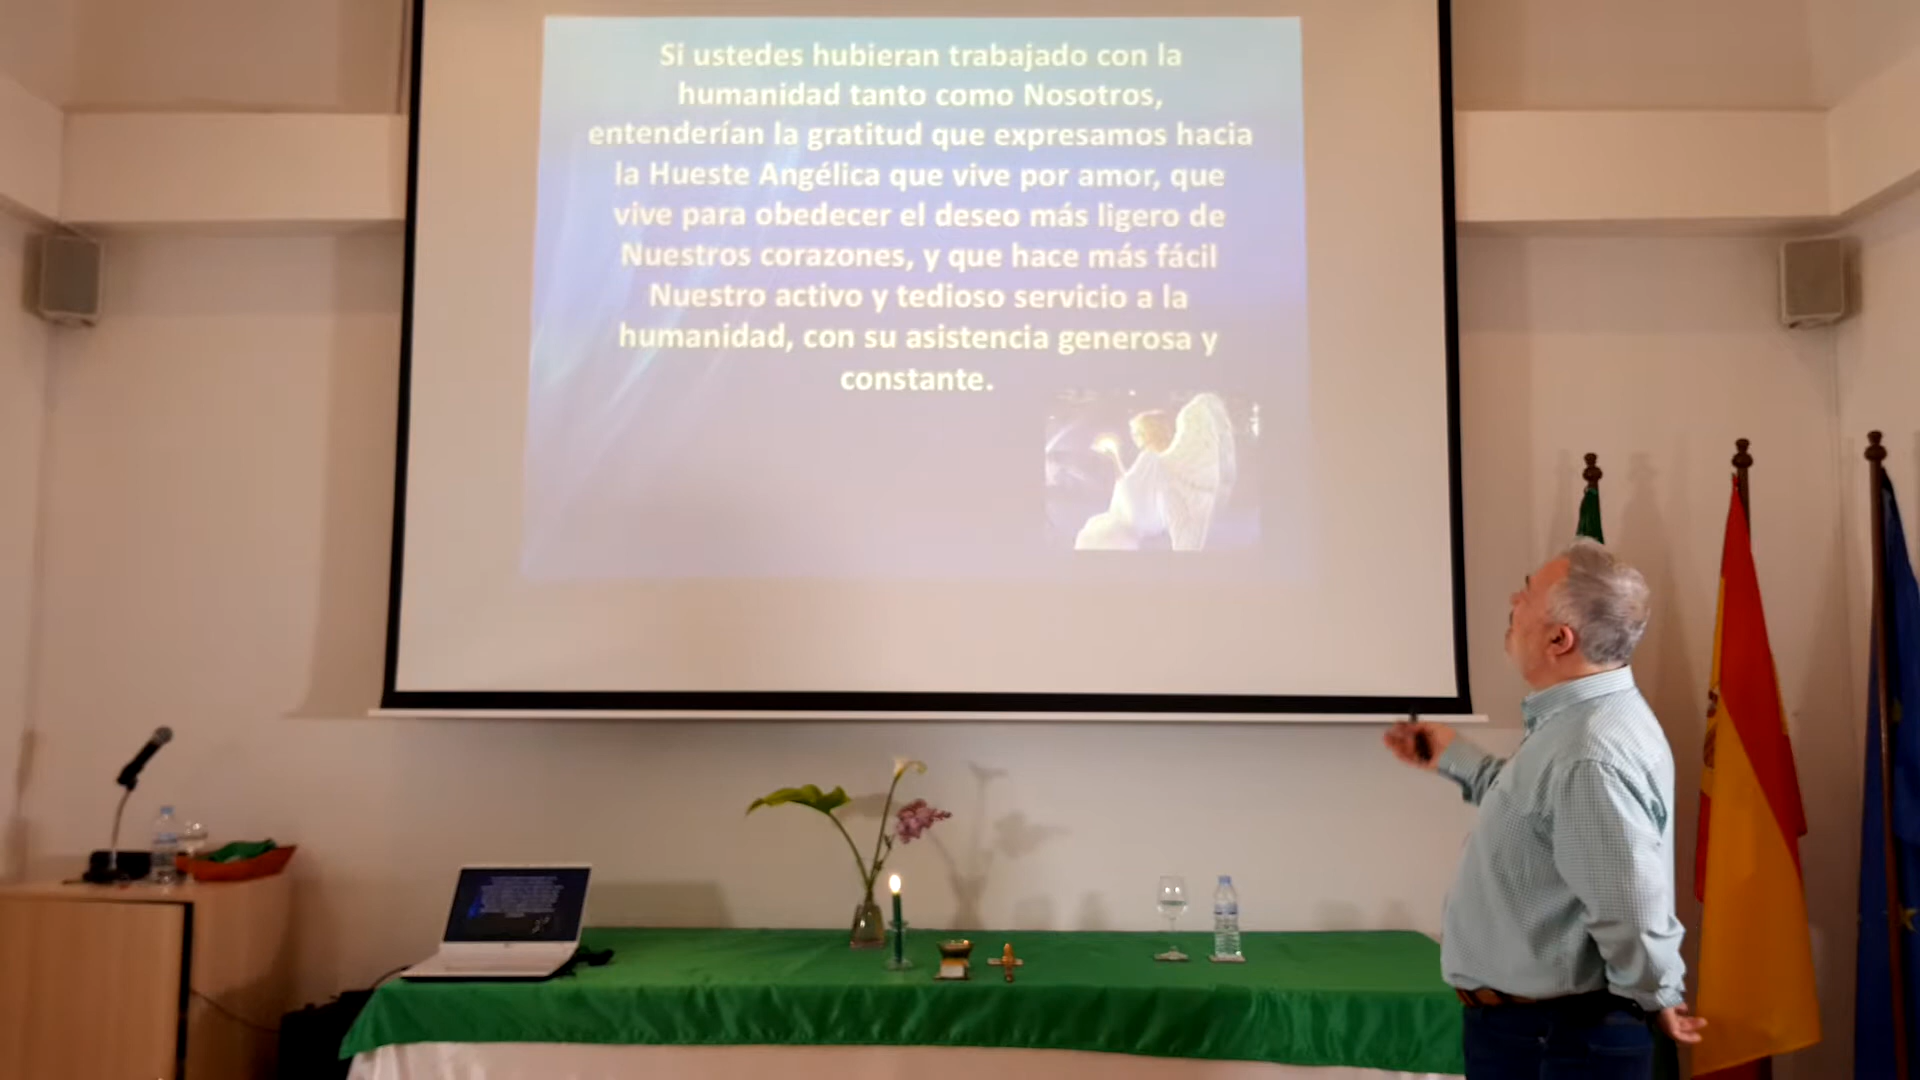 Si ustedes hubieran trabajado con la
humanidad tanto como Nosotros,
entenderían la gratitud que expresamos hacia
la Hueste Angélica que vive por amor, que
vive para obedecer el deseo más ligero de
Nuestros corazones, y que hace más fácil
Nuestro activo y tedioso servicio a la
humanidad, con su asistencia generosa y
constante.